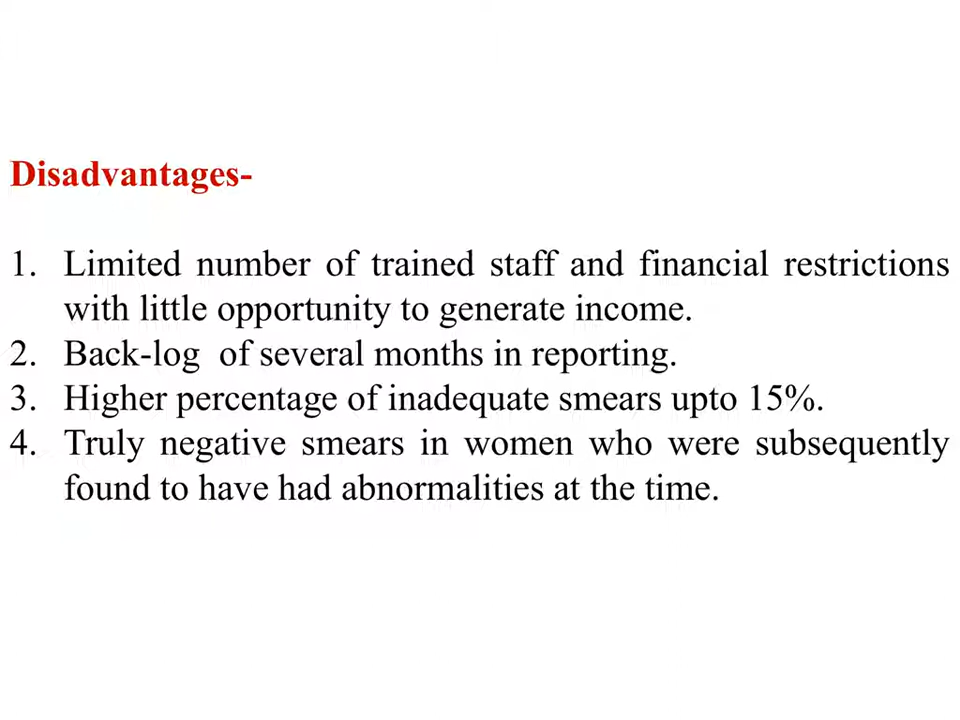 Disadvantages-
1. Limited number of trained staff and financial restrictions
with little opportunity to generate income.
2. Back-log of several months in reporting.
3. Higher percentage of inadequate smears upto 15%.
4. Truly negative smears in women who were subsequently
found to have had abnormalities at the time.